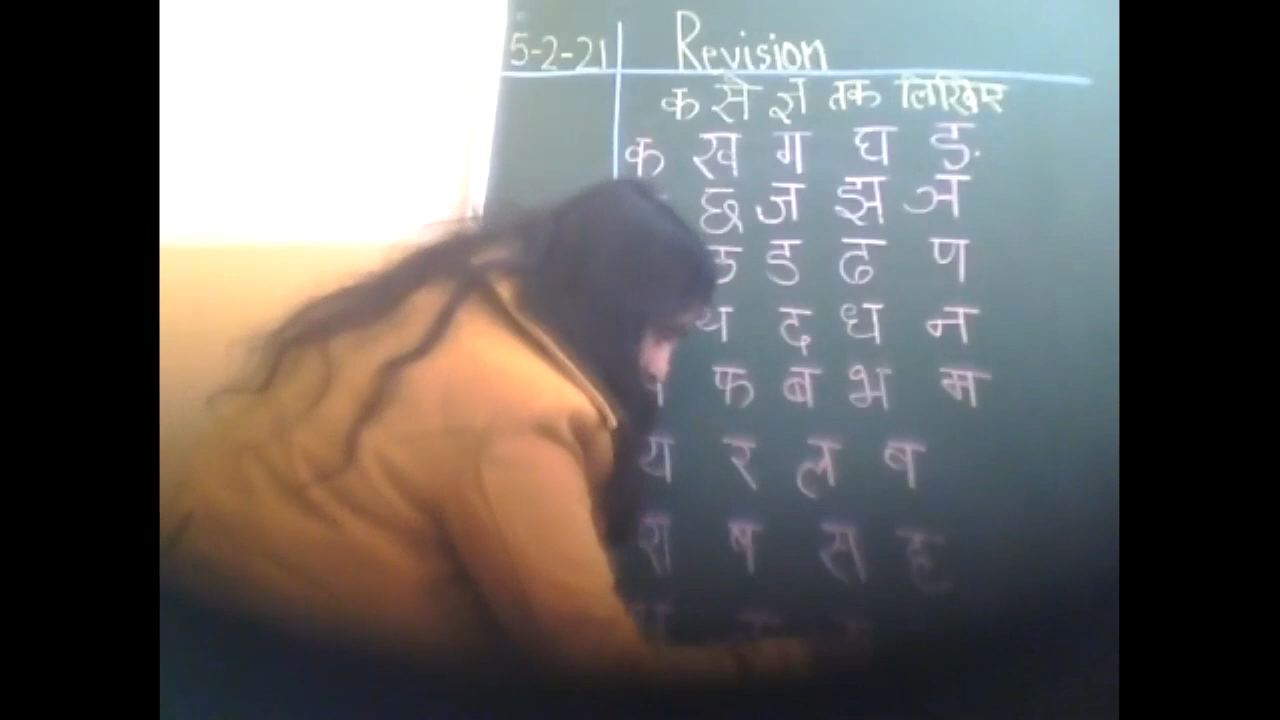 5-2-21 Revision
क से ज्ञ तक लिखिए
क ख ग घ ङ
छ ज झ ञ
ठ ड ढ ण
थ द ध न
फ ब भ म
य र ल ब
श ष स ह